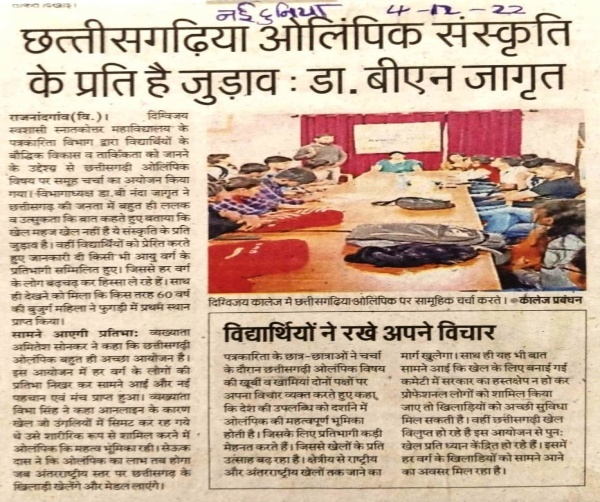 नई दुनिया 4-12-22
छत्तीसगढ़िया ओलिंपिक संस्कृति
के प्रति है जुड़ाव : डा. बीएन जागृत
राजनांदगांव (वि.)। दिग्विजय
स्वशासी स्नातकोत्तर महाविद्यालय के
पत्रकारिता विभाग द्वारा विद्यार्थियों के
बौद्धिक विकास व तार्किकता को जानने
के उद्देश्य से छत्तीसगढ़ी ओलिंपिक
विषय पर समूह चर्चा का अयोजन किया
गया। विभागाध्यक्ष डा.बी नंदा जागृत ने
छत्तीसगढ़ की जनता में बहुत ही ललक
व उत्सुकता कि बात कहते हुए बताया कि
खेल महज खेल नहीं है ये संस्कृति के प्रति
जुड़ाव है। वहीं विद्यार्थियों को प्रेरित करते
हुए जानकारी दी किसी भी आयु वर्ग के
प्रतिभागी सम्मिलित हुए। जिससे हर वर्ग
के लोग बढ़चढ़ कर हिस्सा ले रहे हैं। साथ
ही देखने को मिला कि किस तरह 60 वर्ष
की बुजुर्ग महिला ने फुगड़ी में प्रथम स्थान
प्राप्त किया।
सामने आएगी प्रतिभा: व्यख्याता
अमितेश सोनकर ने कहा कि छत्तीसगढ़ी
ओलंपिक बहुत ही अच्छा आयोजन है।
इस आयोजन में हर वर्ग के लोगों की
प्रतिभा निखर कर सामने आई और नई
पहचान एवं मंच प्राप्त हुआ। व्यख्याता
विभा सिंह ने कहा आनलाइन के कारण
खेल जो उंगलियों में सिमट कर रह गये
थे उसे शारीरिक रूप से शामिल करने में
ओलिंपिक कि महत्व भूमिका रही। सेऊक
दास ने कि ओलिंपिक का लाभ तब होगा
जब अंतरराष्ट्रीय स्तर पर छत्तीसगढ़ के
खिलाड़ी खेलेंगे और मेडल लाएंगे।
दिग्विजय कालेज में छत्तीसगढ़िया ओलंपिक पर सामूहिक चर्चा करते। ● कालेज प्रबंधन
विद्यार्थियों ने रखे अपने विचार
पत्रकारिता के छात्र-छात्राओं ने चर्चा
के दौरान छत्तीसगढ़ी ओलिंपिक विषय
की खूबी व खामियां दोनों पक्षों पर
अपना विचार व्यक्त करते हुए कहा,
कि देश की उपलब्धी को दर्शाने में
ओलंपिक की महत्वपूर्ण भूमिका
होती है। जिसके लिए प्रतिभागी कड़ी
मेहनत करते हैं। जिससे खेलों के प्रति
उत्साह बढ़ रहा है। क्षेत्रीय से राष्ट्रीय
और अंतरराष्ट्रीय खेलों तक जाने का
मार्ग खुलेगा। साथ ही यह भी बात
सामने आई कि खेल के लिए बनाई गई
कमेटी में सरकार का हस्तक्षेप न हो कर
प्रोफेशनल लोगों को शामिल किया
जाए तो खिलाड़ियों को अच्छी सुविधा
मिल सकती है। वहीं छत्तीसगढ़ी खेल
विलुप्त हो रहे हैं इस आयोजन से पुन:
खेल प्रति ध्यान केंद्रित हो रहे हैं। इसमें
हर वर्ग के खिलाड़ियों को सामने आने
का अवसर मिल रहा है।